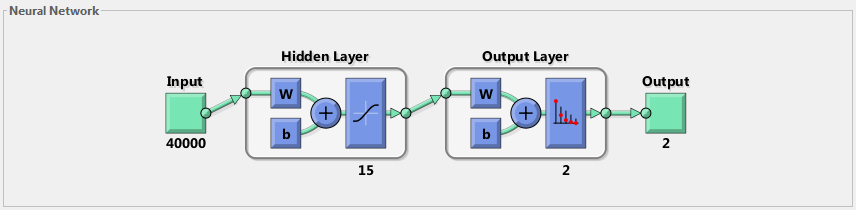 Neural Network
Hidden Layer
Output Layer
Input
Output
W
W
b
b
40000
2
15
2